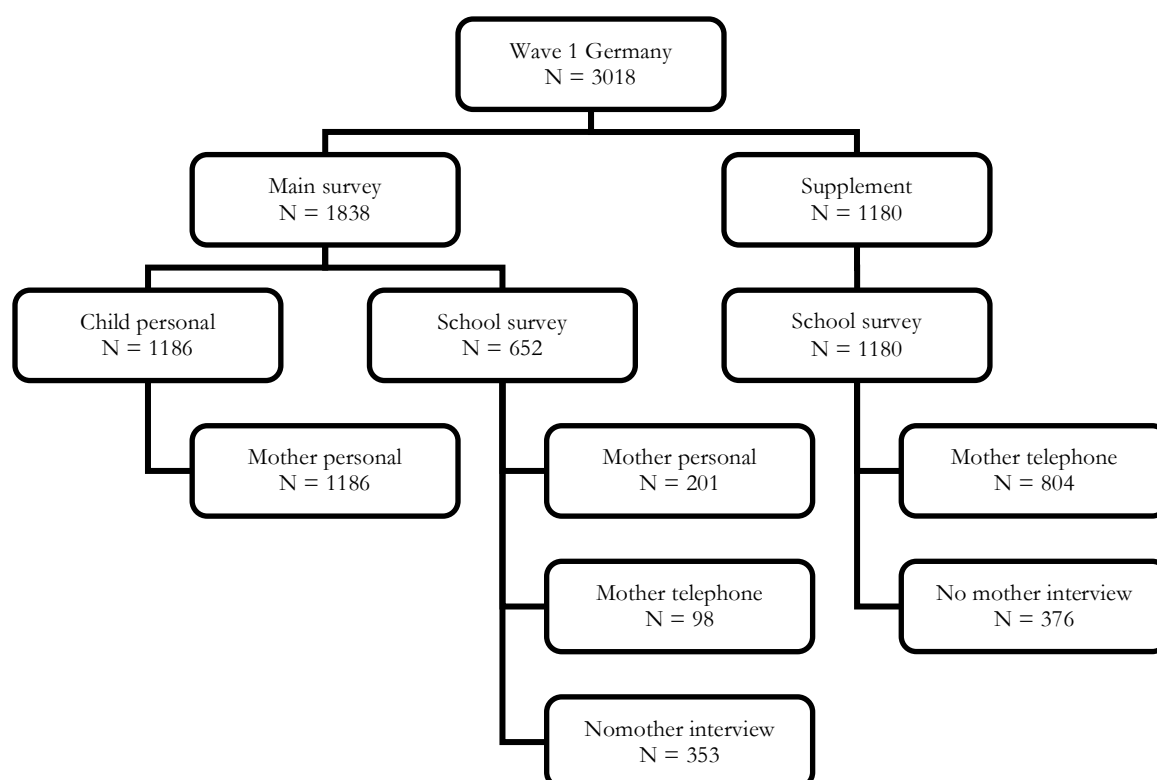 Wave 1 Germany
N = 3018
Main survey
N = 1838
Supplement
N = 1180
Child personal
N = 1186
School survey
N = 652
School survey
N = 1180
Mother personal
N = 1186
Mother personal
N = 201
Mother telephone
N = 804
Mother telephone
N = 98
No mother interview
N = 376
Nomother interview
N = 353